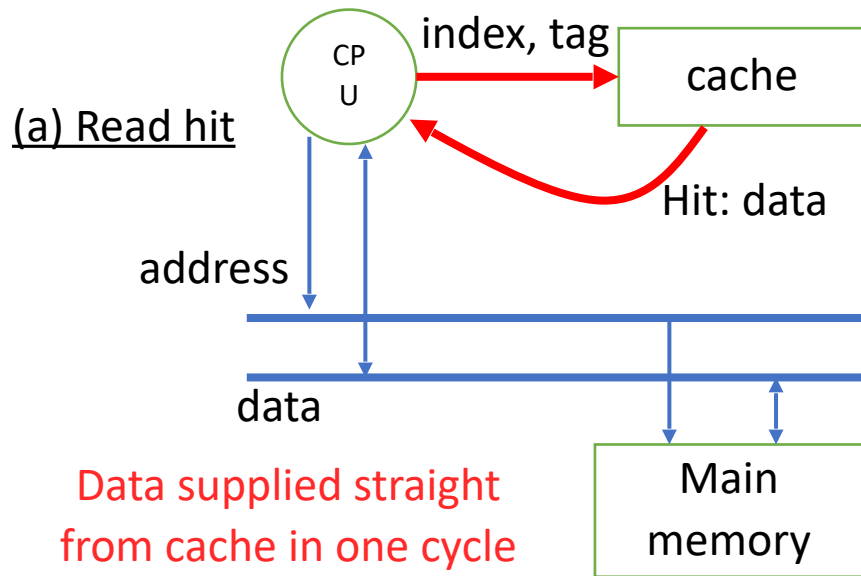 index, tag
CP
U
cache
(a) Read hit
Hit: data
address
data
Data supplied straight
from cache in one cycle
Main
memory